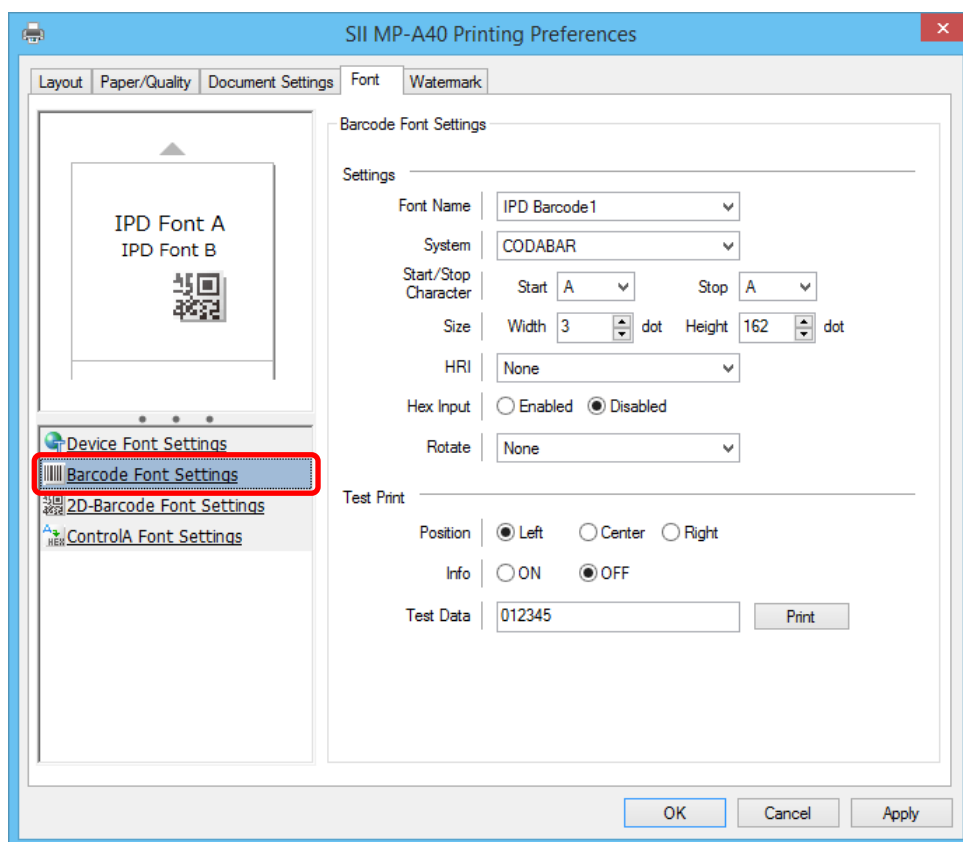 SII MP-A40 Printing Preferences
Layout Paper/Quality Document Settings Font Watermark
IPD Font A
IPD Font B
Device Font Settings
Barcode Font Settings
2D-Barcode Font Settings
ControlA Font Settings
Barcode Font Settings
Settings
Font Name IPD Barcode1
System CODABAR
Start/Stop
Character Start A Stop A
Size Width 3 dot Height 162 dot
HRI None
Hex Input Enabled Disabled
Rotate None
Test Print
Position Left Center Right
Info ON OFF
Test Data 012345 Print
OK Cancel Apply